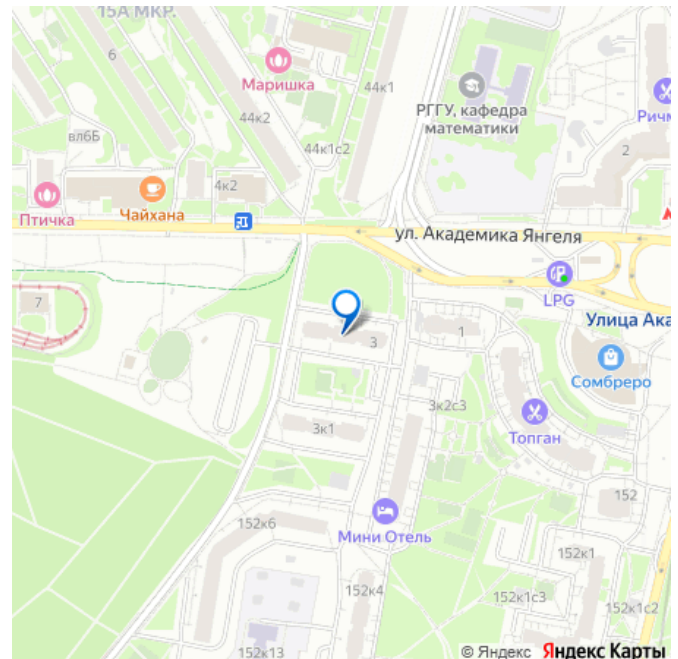 15А МКР.
6
Маришка
44к1
44к2
РГГУ, кафедра
математики
Ричм
2
44к1с2
вл6Б
4к2
Птичка
Чайхана
ул. Академика Янгеля
LPG
7
Улица Ака
3
1
Сомбреро
3к2с3
3к1
Топган
152
152к6
Мини Отель
152к1
152к4
152к1с3
152к1с2
152к13
© Яндекс Яндекс Карты